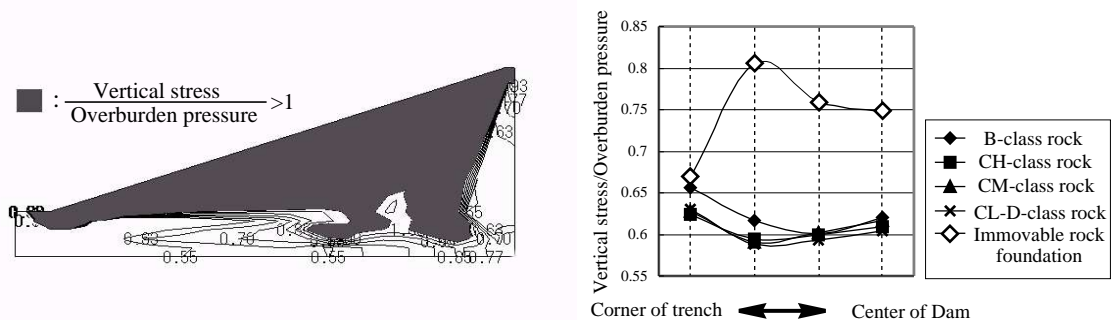 : Vertical stress
Overburden pressure >1
0.70
0.55
0.55
0.77
Vertical stress/Overburden pressure
0.85
0.8
0.75
0.7
0.65
0.6
0.55
Corner of trench
Center of Dam
B-class rock
CH-class rock
CM-class rock
CL-D-class rock
Immovable rock
foundation